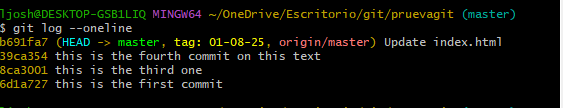 ljosh@DESKTOP-GSB1LIQ MINGW64 ~/OneDrive/Escritorio/git/pruevagit (master)
$ git log --oneline
b691fa7 (HEAD -> master, tag: 01-08-25, origin/master) Update index.html
39ca354 this is the fourth commit on this text
8ca3001 this is the third one
6d1a727 this is the first commit